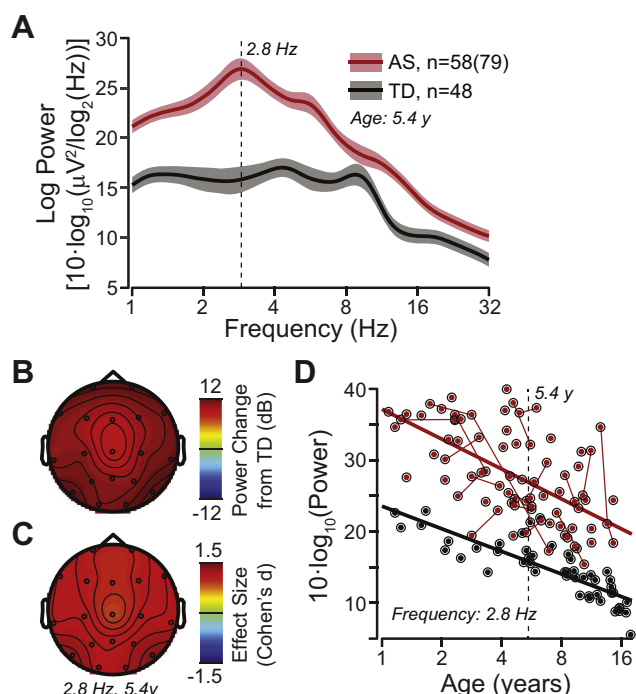 A
2.8 Hz
AS, n=58(79)
TD, n=48
Age: 5.4 y
Log Power
[10·log10(μV²/log2(Hz))]
30
25
20
15
10
5
1 2 4 8 16 32
Frequency (Hz)
B
12
-12
Power Change
from TD (dB)
C
1.5
-1.5
Effect Size
(Cohen's d)
2.8 Hz, 5.4y
D
5.4 y
10·log10(Power)
40
30
20
10
Frequency: 2.8 Hz
1 2 4 8 16
Age (years)